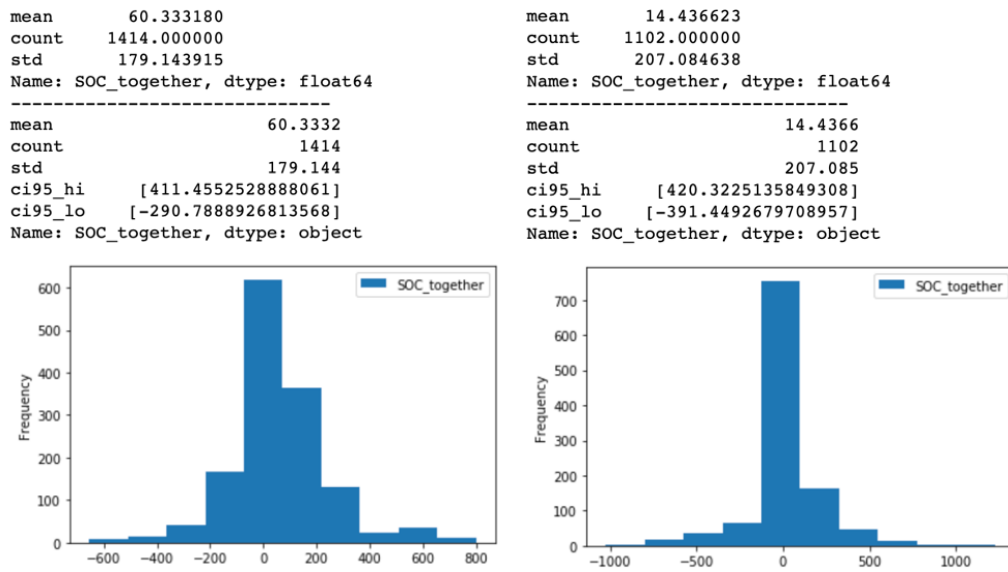 mean 60.333180
count 1414.000000
std 179.143915
Name: SOC_together, dtype: float64
------------------------------
mean 60.3332
count 1414
std 179.144
ci95_hi [411.4552528888061]
ci95_lo [-290.7888926813568]
Name: SOC_together, dtype: object
SOC_together
600
500
400
300
200
100
0
Frequency
−600 −400 −200 0 200 400 600 800
mean 14.436623
count 1102.000000
std 207.084638
Name: SOC_together, dtype: float64
------------------------------
mean 14.4366
count 1102
std 207.085
ci95_hi [420.3225135849308]
ci95_lo [-391.4492679708957]
Name: SOC_together, dtype: object
SOC_together
700
600
500
400
300
200
100
0
Frequency
−1000 −500 0 500 1000